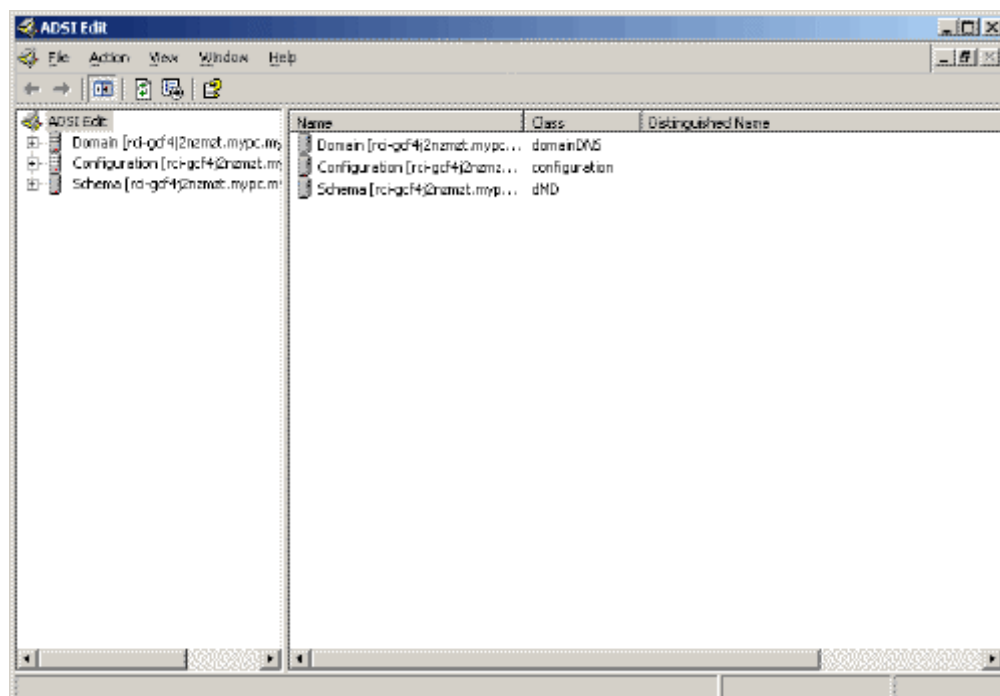 ADSI Edit
File Action View Window Help
ADSI Edit
Domain [rci-gcf4j2nzmzt.mypc.my
Configuration [rci-gcf4j2nzmzt.m
Schema [rci-gcf4j2nzmzt.mypc.m
Name Class Distinguished Name
Domain [rci-gcf4j2nzmzt.mypc... domainDNS
Configuration [rci-gcf4j2nzmz... configuration
Schema [rci-gcf4j2nzmzt.myp... dMD